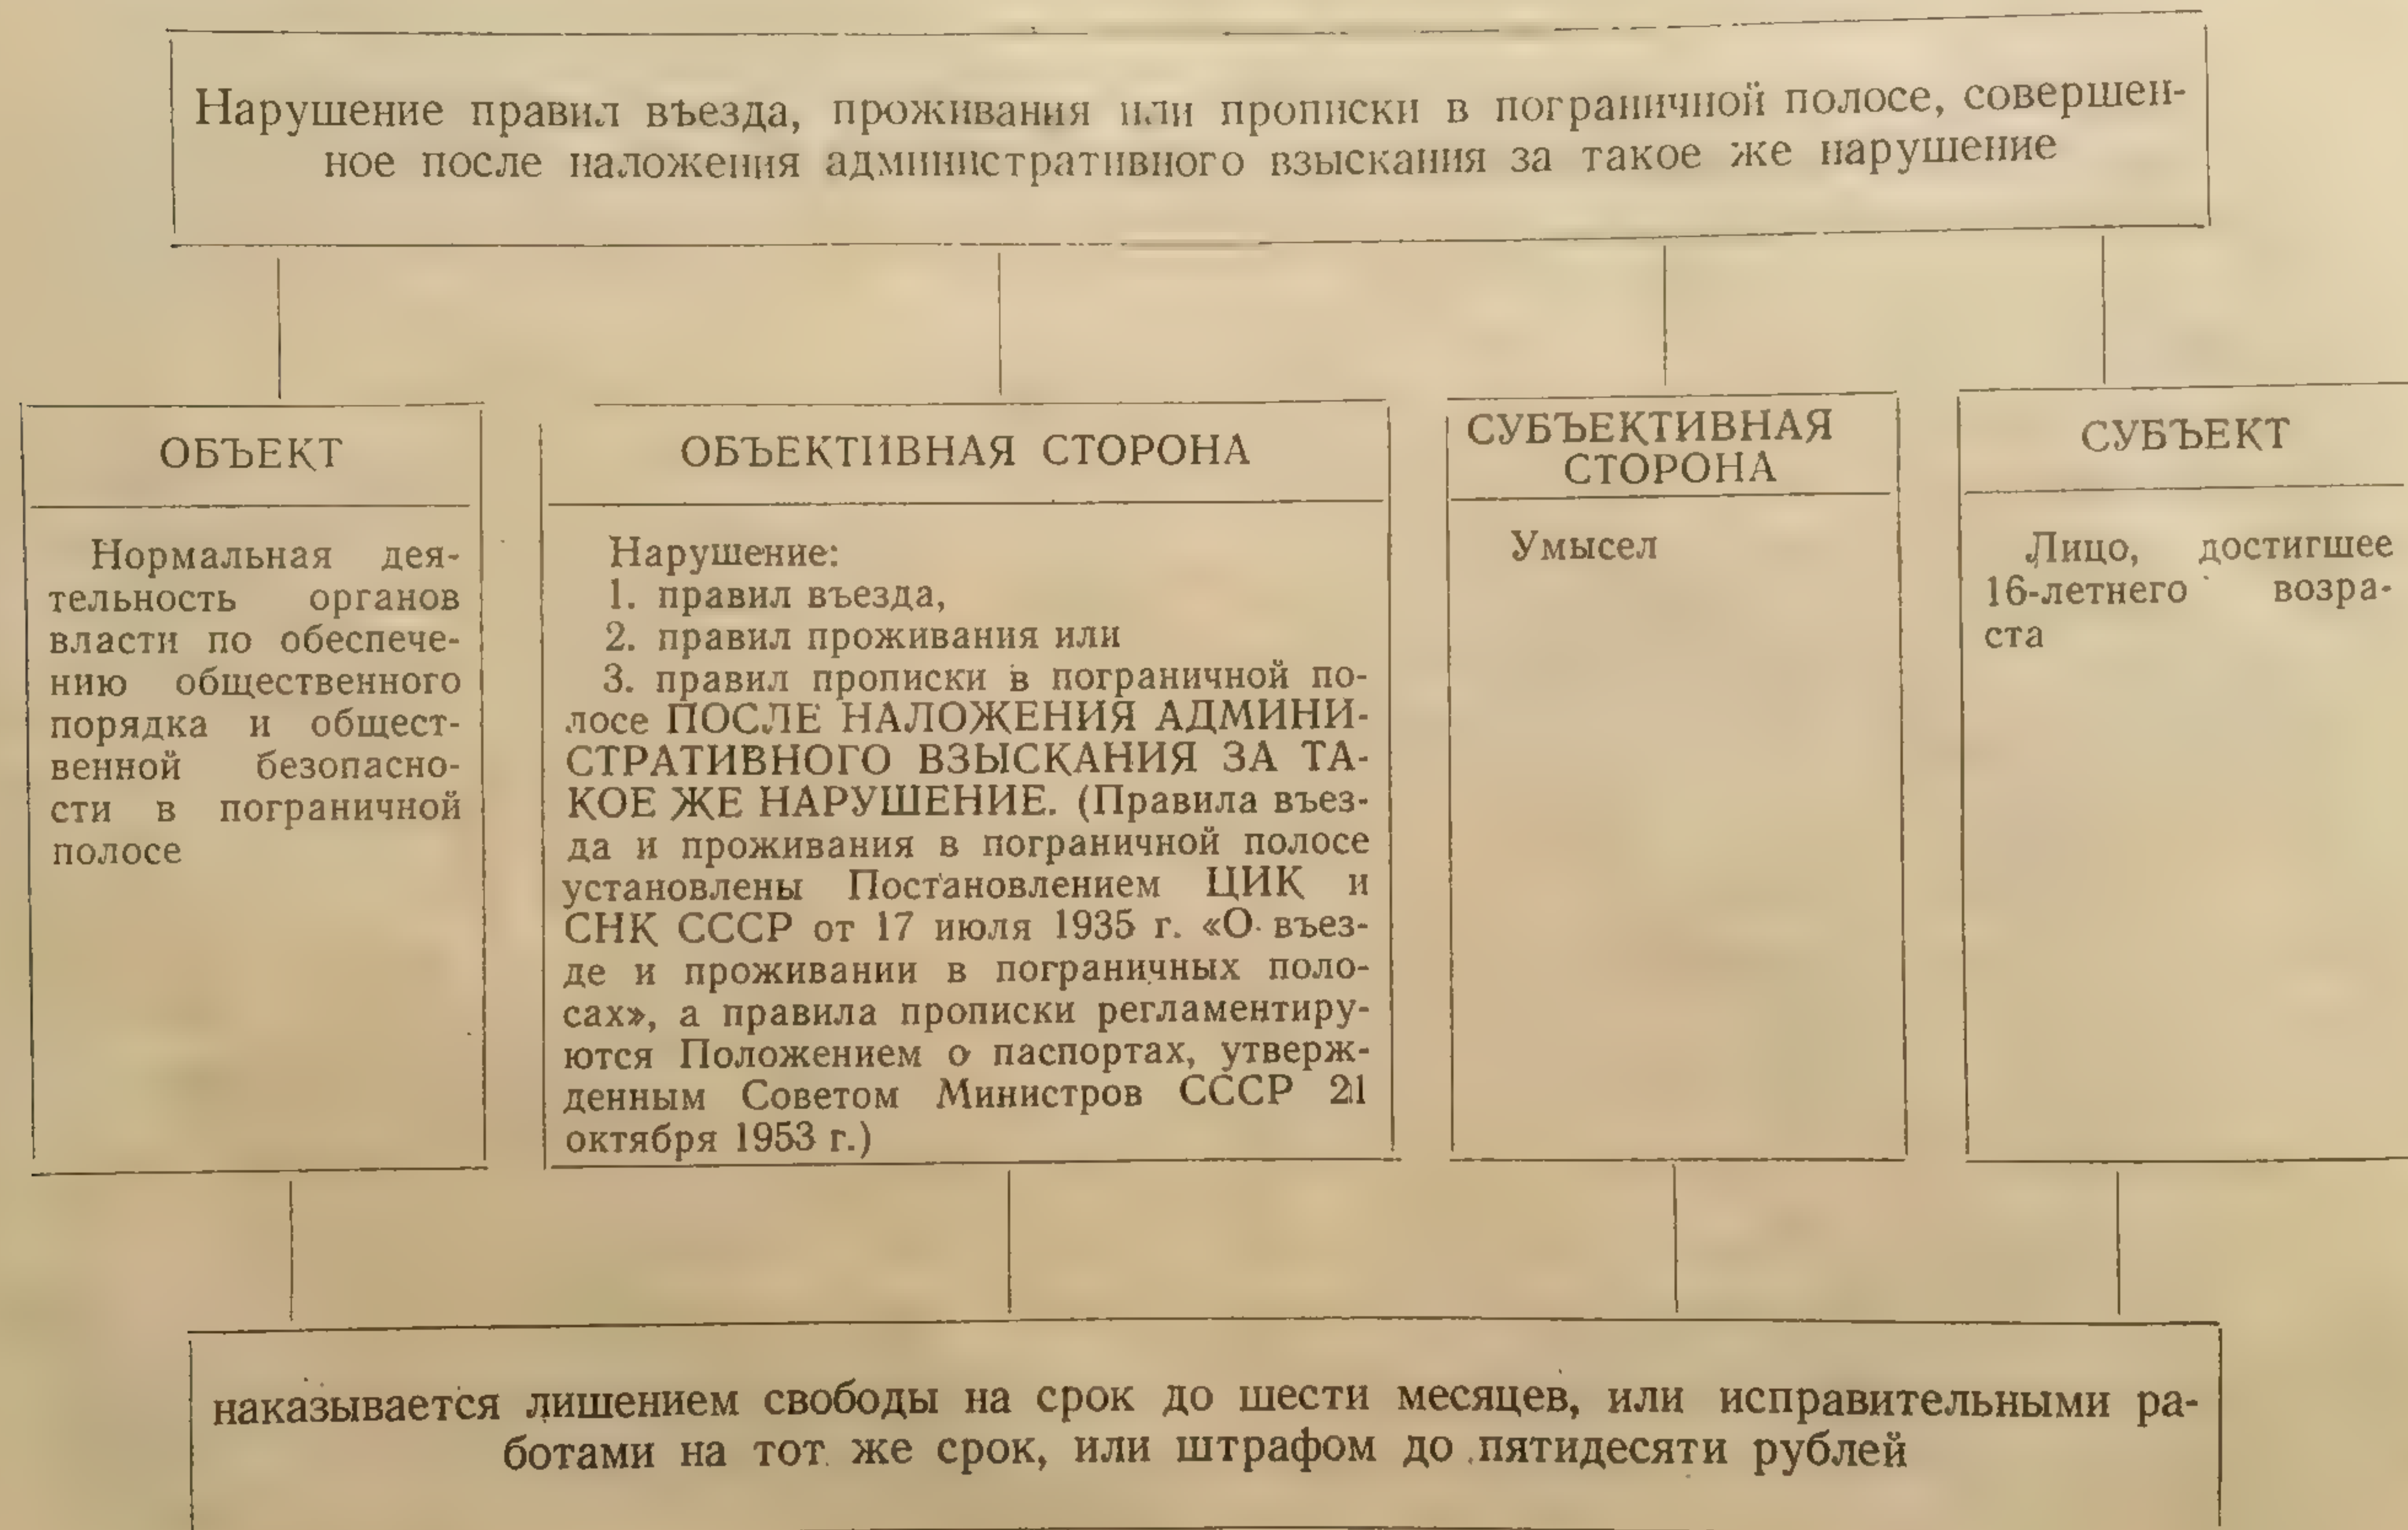 Нарушение правил въезда, проживания или прописки в пограничной полосе, совершен-
ное после наложения административного взыскания за такое же нарушение
ОБЪЕКТ
Нормальная дея-
тельность органов
власти по обеспече-
нию общественного
порядка и общест-
венной безопасно-
сти в пограничной
полосе
ОБЪЕКТИВНАЯ СТОРОНА
Нарушение:
1. правил въезда,
2. правил проживания или
3. правил прописки в пограничной по-
лосе ПОСЛЕ НАЛОЖЕНИЯ АДМИНИ-
СТРАТИВНОГО ВЗЫСКАНИЯ ЗА ТА-
КОЕ ЖЕ НАРУШЕНИЕ. (Правила въез-
да и проживания в пограничной полосе
установлены Постановлением ЦИК и
СНК СССР от 17 июля 1935 г. «О въез-
де и проживании в пограничных поло-
сах», а правила прописки регламентиру-
ются Положением о паспортах, утверж-
денным Советом Министров СССР 21
октября 1953 г.)
СУБЪЕКТИВНАЯ
СТОРОНА
Умысел
СУБЪЕКТ
Лицо, достигшее
16-летнего возра-
ста
наказывается лишением свободы на срок до шести месяцев, или исправительными ра-
ботами на тот же срок, или штрафом до пятидесяти рублей